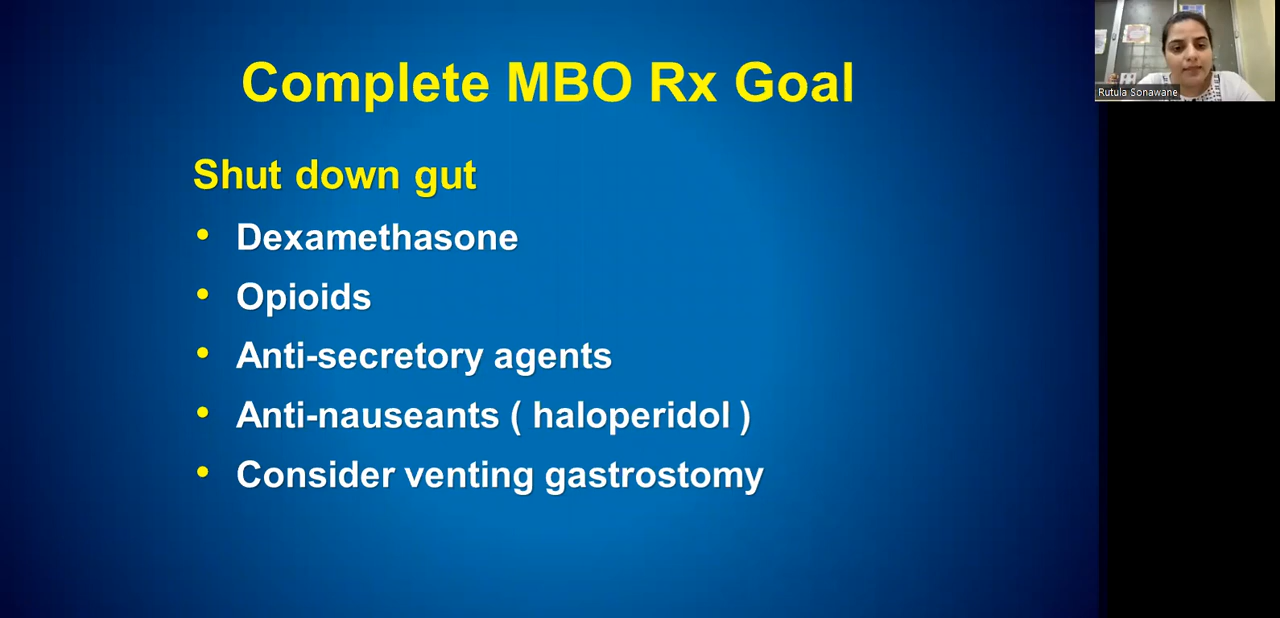 Complete MBO Rx Goal
Shut down gut
• Dexamethasone
• Opioids
• Anti-secretory agents
• Anti-nauseants ( haloperidol )
• Consider venting gastrostomy
Rutula Sonawane